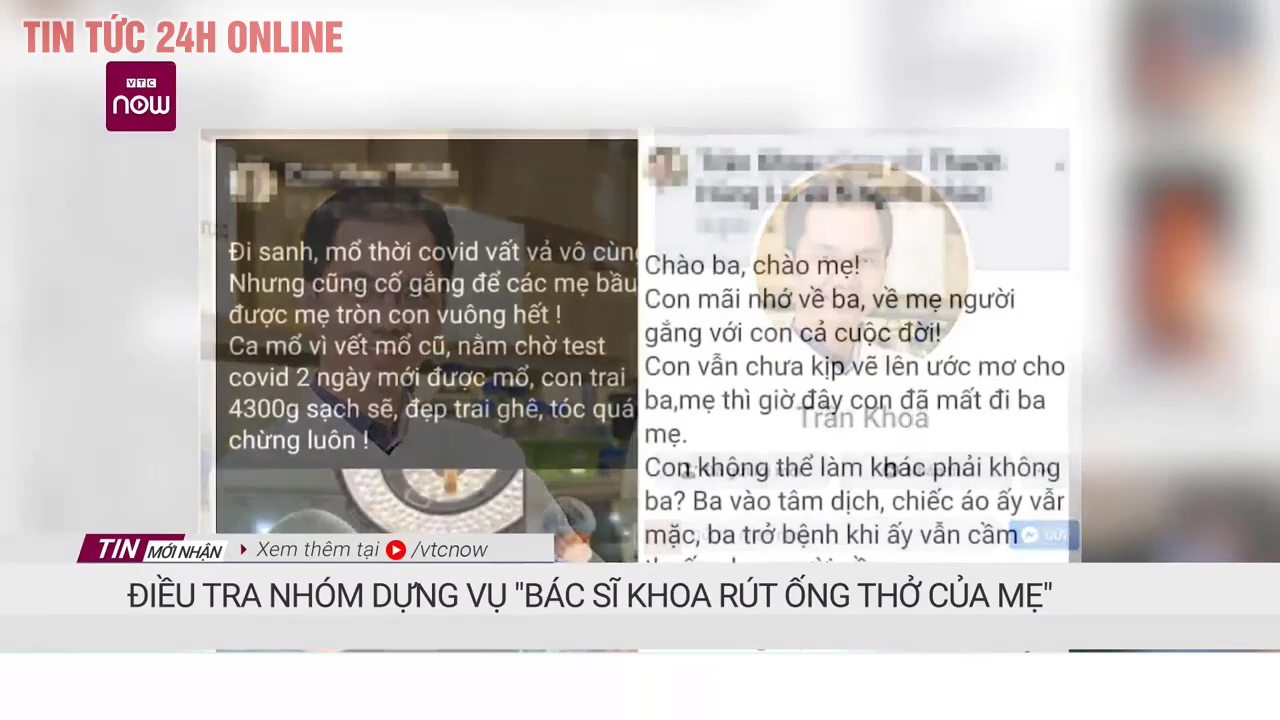 TIN TỨC 24H ONLINE
VTC
now
Đi sanh, mổ thời covid vất vả vô cùng
Nhưng cũng cố gắng để các mẹ bầu
được mẹ tròn con vuông hết !
Ca mổ vì vết mổ cũ, nằm chờ test
covid 2 ngày mới được mổ, con trai
4300g sạch sẽ, đẹp trai ghê, tóc quá
chừng luôn !
Chào ba, chào mẹ!
Con mãi nhớ về ba, về mẹ người
gắng với con cả cuộc đời!
Con vẫn chưa kịp vẽ lên ước mơ cho
ba,mẹ thì giờ đây con đã mất đi ba
mẹ.
Trần Khoa
Con không thể làm khác phải không
ba? Ba vào tâm dịch, chiếc áo ấy vẫn
mặc, ba trở bệnh khi ấy vẫn cầm
TIN MỚI NHẬN Xem thêm tại /vtcnow
ĐIỀU TRA NHÓM DỰNG VỤ "BÁC SĨ KHOA RÚT ỐNG THỞ CỦA MẸ"